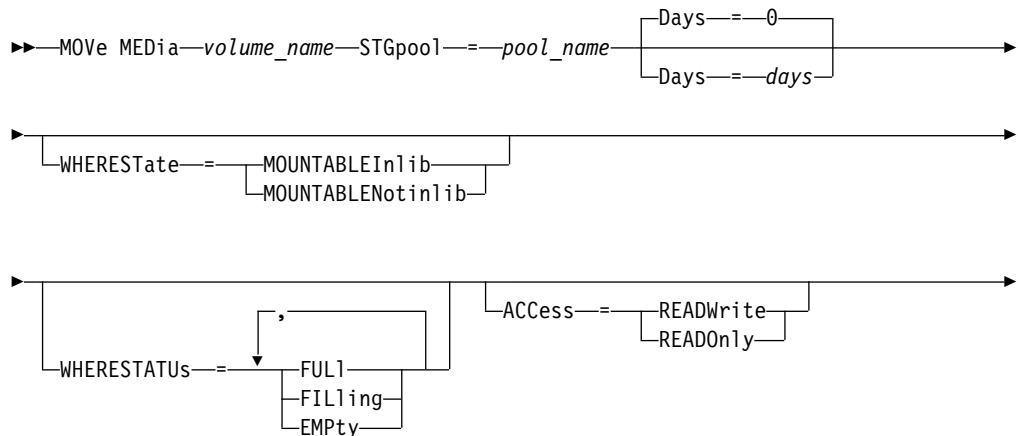 Days = 0
MOVe MEDia volume_name STGpool = pool_name
Days = days
WHERESTate = MOUNTABLEInlib
MOUNTABLENotinlib
,
WHERESTATUs = FULl
FILling
EMPty
ACCess = READWrite
READOnly